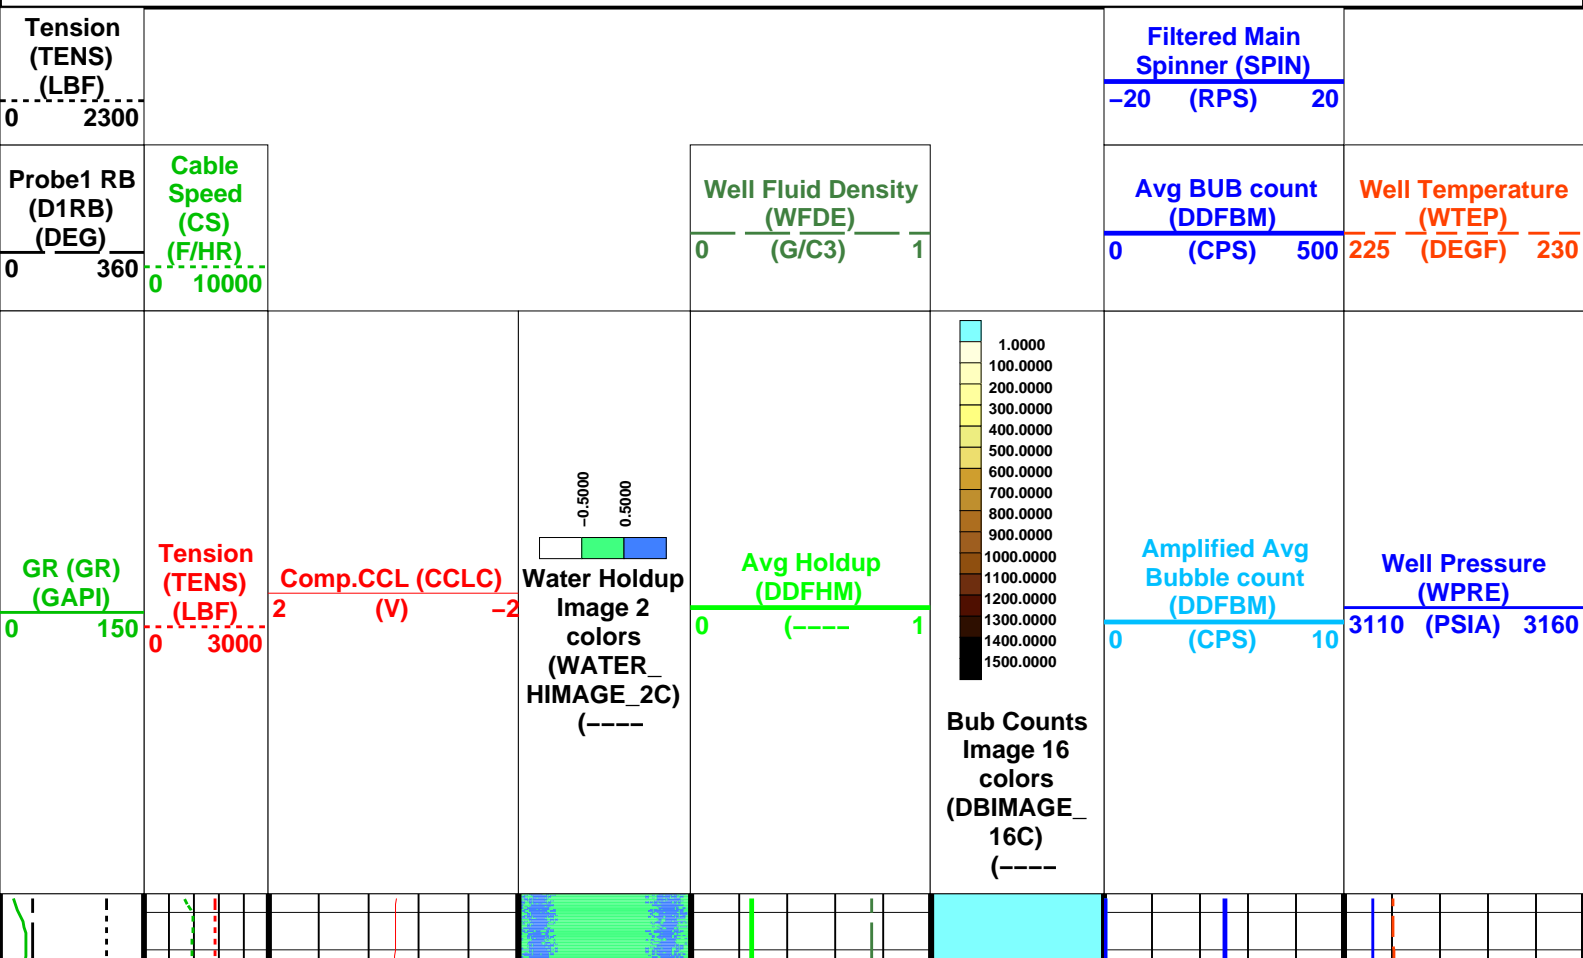 Tension
(TENS)
(LBF)
0 2300
Filtered Main
Spinner (SPIN)
−20 (RPS) 20
Probe1 RB
(D1RB)
(DEG)
0 360
Cable
Speed
(CS)
(F/HR)
0 10000
Well Fluid Density
(WFDE)
0 (G/C3) 1
Avg BUB count
(DDFBM)
0 (CPS) 500
Well Temperature
(WTEP)
225 (DEGF) 230
GR (GR)
(GAPI)
0 150
Tension
(TENS)
(LBF)
0 3000
Comp.CCL (CCLC)
2 (V) −2
−0.5000
0.5000
Water Holdup
Image 2
colors
(WATER_
HIMAGE_2C)
(−−−−
Avg Holdup
(DDFHM)
0 (−−−− 1
1.0000
100.0000
200.0000
300.0000
400.0000
500.0000
600.0000
700.0000
800.0000
900.0000
1000.0000
1100.0000
1200.0000
1300.0000
1400.0000
1500.0000
Bub Counts
Image 16
colors
(DBIMAGE_
16C)
(−−−−
Amplified Avg
Bubble count
(DDFBM)
0 (CPS) 10
Well Pressure
(WPRE)
3110 (PSIA) 3160